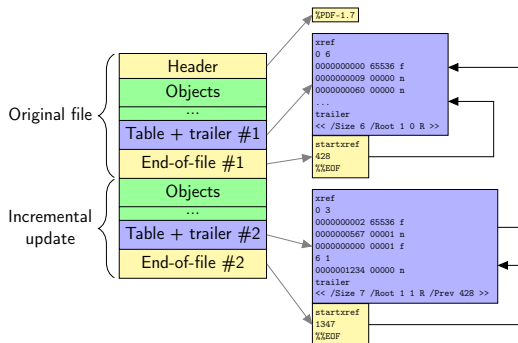 %PDF-1.7
Original file
Header
Objects
...
Table + trailer #1
End-of-file #1
Incremental
update
Objects
...
Table + trailer #2
End-of-file #2
xref
0 6
0000000000 65536 f
0000000009 00000 n
0000000060 00000 n
...
trailer
<< /Size 6 /Root 1 0 R >>
startxref
428
%%EOF
xref
0 3
0000000002 65536 f
0000000567 00001 n
0000000000 00001 f
6 1
0000001234 00000 n
trailer
<< /Size 7 /Root 1 1 R /Prev 428 >>
startxref
1347
%%EOF